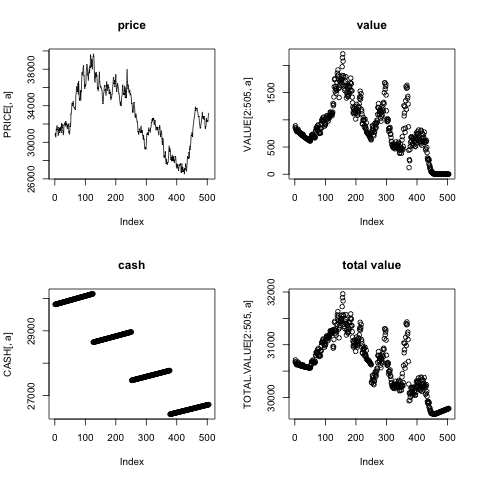 price
PRICE[, a]
26000 30000 34000 38000
0 100 200 300 400 500
Index
value
VALUE[2:505, a]
0 500 1500
0 100 200 300 400 500
Index
cash
CASH[, a]
27000 29000
0 100 200 300 400 500
Index
total value
TOTAL.VALUE[2:505, a]
30000 31000 32000
0 100 200 300 400 500
Index